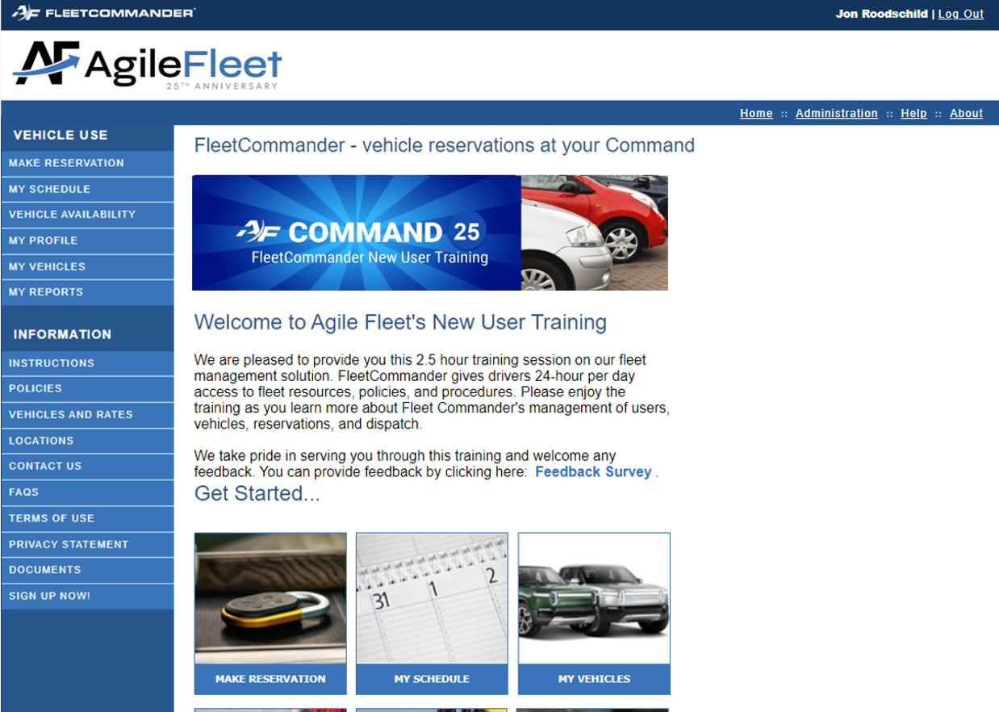 FLEETCOMMANDER
Jon Roodschild | Log Out
AgileFleet
25TH ANNIVERSARY
Home :: Administration :: Help :: About
VEHICLE USE
MAKE RESERVATION
MY SCHEDULE
VEHICLE AVAILABILITY
MY PROFILE
MY VEHICLES
MY REPORTS
INFORMATION
INSTRUCTIONS
POLICIES
VEHICLES AND RATES
LOCATIONS
CONTACT US
FAQS
TERMS OF USE
PRIVACY STATEMENT
DOCUMENTS
SIGN UP NOW!
FleetCommander - vehicle reservations at your Command
AF COMMAND 25
FleetCommander New User Training
Welcome to Agile Fleet's New User Training
We are pleased to provide you this 2.5 hour training session on our fleet
management solution. FleetCommander gives drivers 24-hour per day
access to fleet resources, policies, and procedures. Please enjoy the
training as you learn more about Fleet Commander's management of users,
vehicles, reservations, and dispatch.
We take pride in serving you through this training and welcome any
feedback. You can provide feedback by clicking here: Feedback Survey .
Get Started...
31 1 2
MAKE RESERVATION
MY SCHEDULE
MY VEHICLES